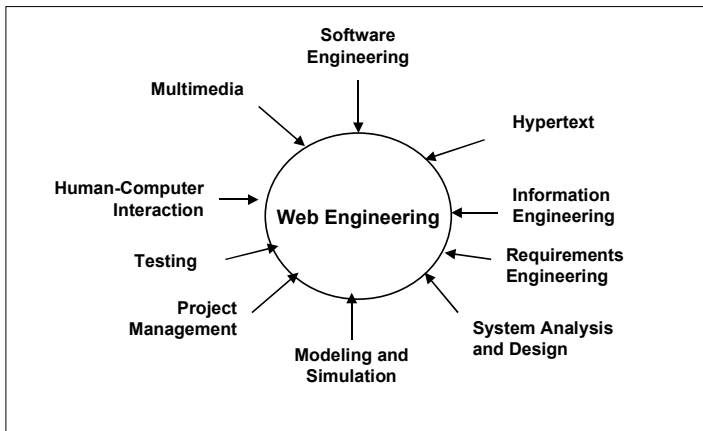 Software
Engineering
Multimedia
Hypertext
Human-Computer
Interaction
Web Engineering
Information
Engineering
Testing
Requirements
Engineering
Project
Management
System Analysis
and Design
Modeling and
Simulation